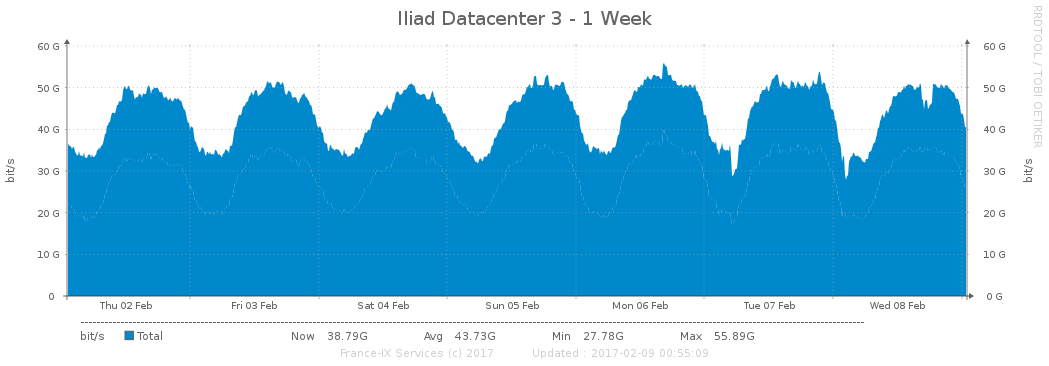 Iliad Datacenter 3 - 1 Week
RRDTOOL / TOBI OETIKER
60 G 60 G
50 G 50 G
40 G 40 G
30 G 30 G
20 G 20 G
10 G 10 G
0 0 G
bit/s bit/s
Thu 02 Feb Fri 03 Feb Sat 04 Feb Sun 05 Feb Mon 06 Feb Tue 07 Feb Wed 08 Feb
bit/s Total Now 38.79G Avg 43.73G Min 27.78G Max 55.89G
France-IX Services (c) 2017 Updated : 2017-02-09 00:55:09